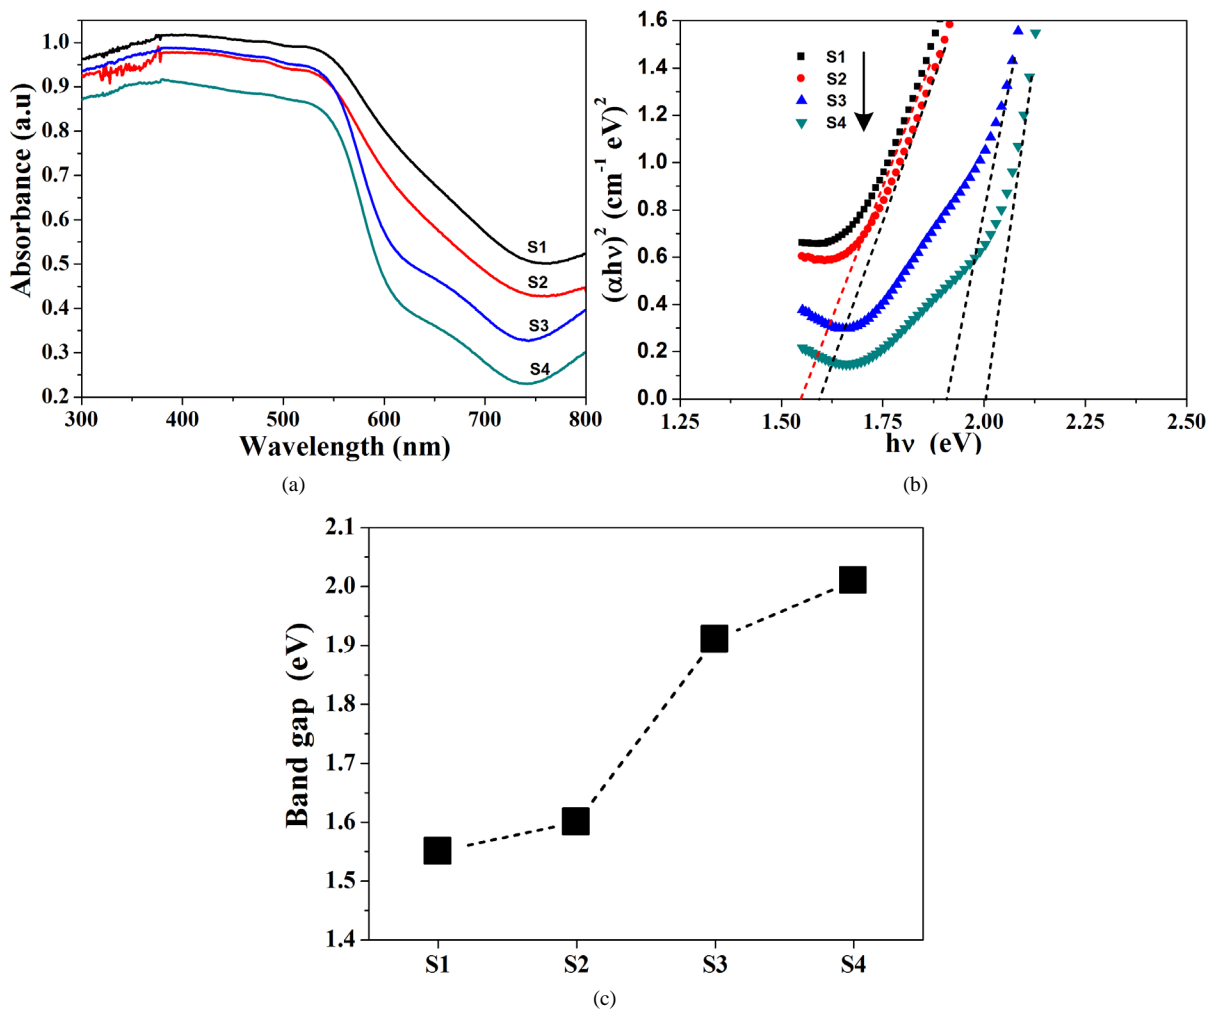 1.0
0.9
0.8
0.7
0.6
0.5
0.4
0.3
0.2
Absorbance (a.u)
S1
S2
S3
S4
300 400 500 600 700 800
Wavelength (nm)
(a)
1.6
1.4
1.2
1.0
0.8
0.6
0.4
0.2
0.0
(αhν)² (cm⁻¹ eV)²
S1
S2
S3
S4
1.25 1.50 1.75 2.00 2.25 2.50
hν (eV)
(b)
2.1
2.0
1.9
1.8
1.7
1.6
1.5
1.4
Band gap (eV)
S1 S2 S3 S4
(c)